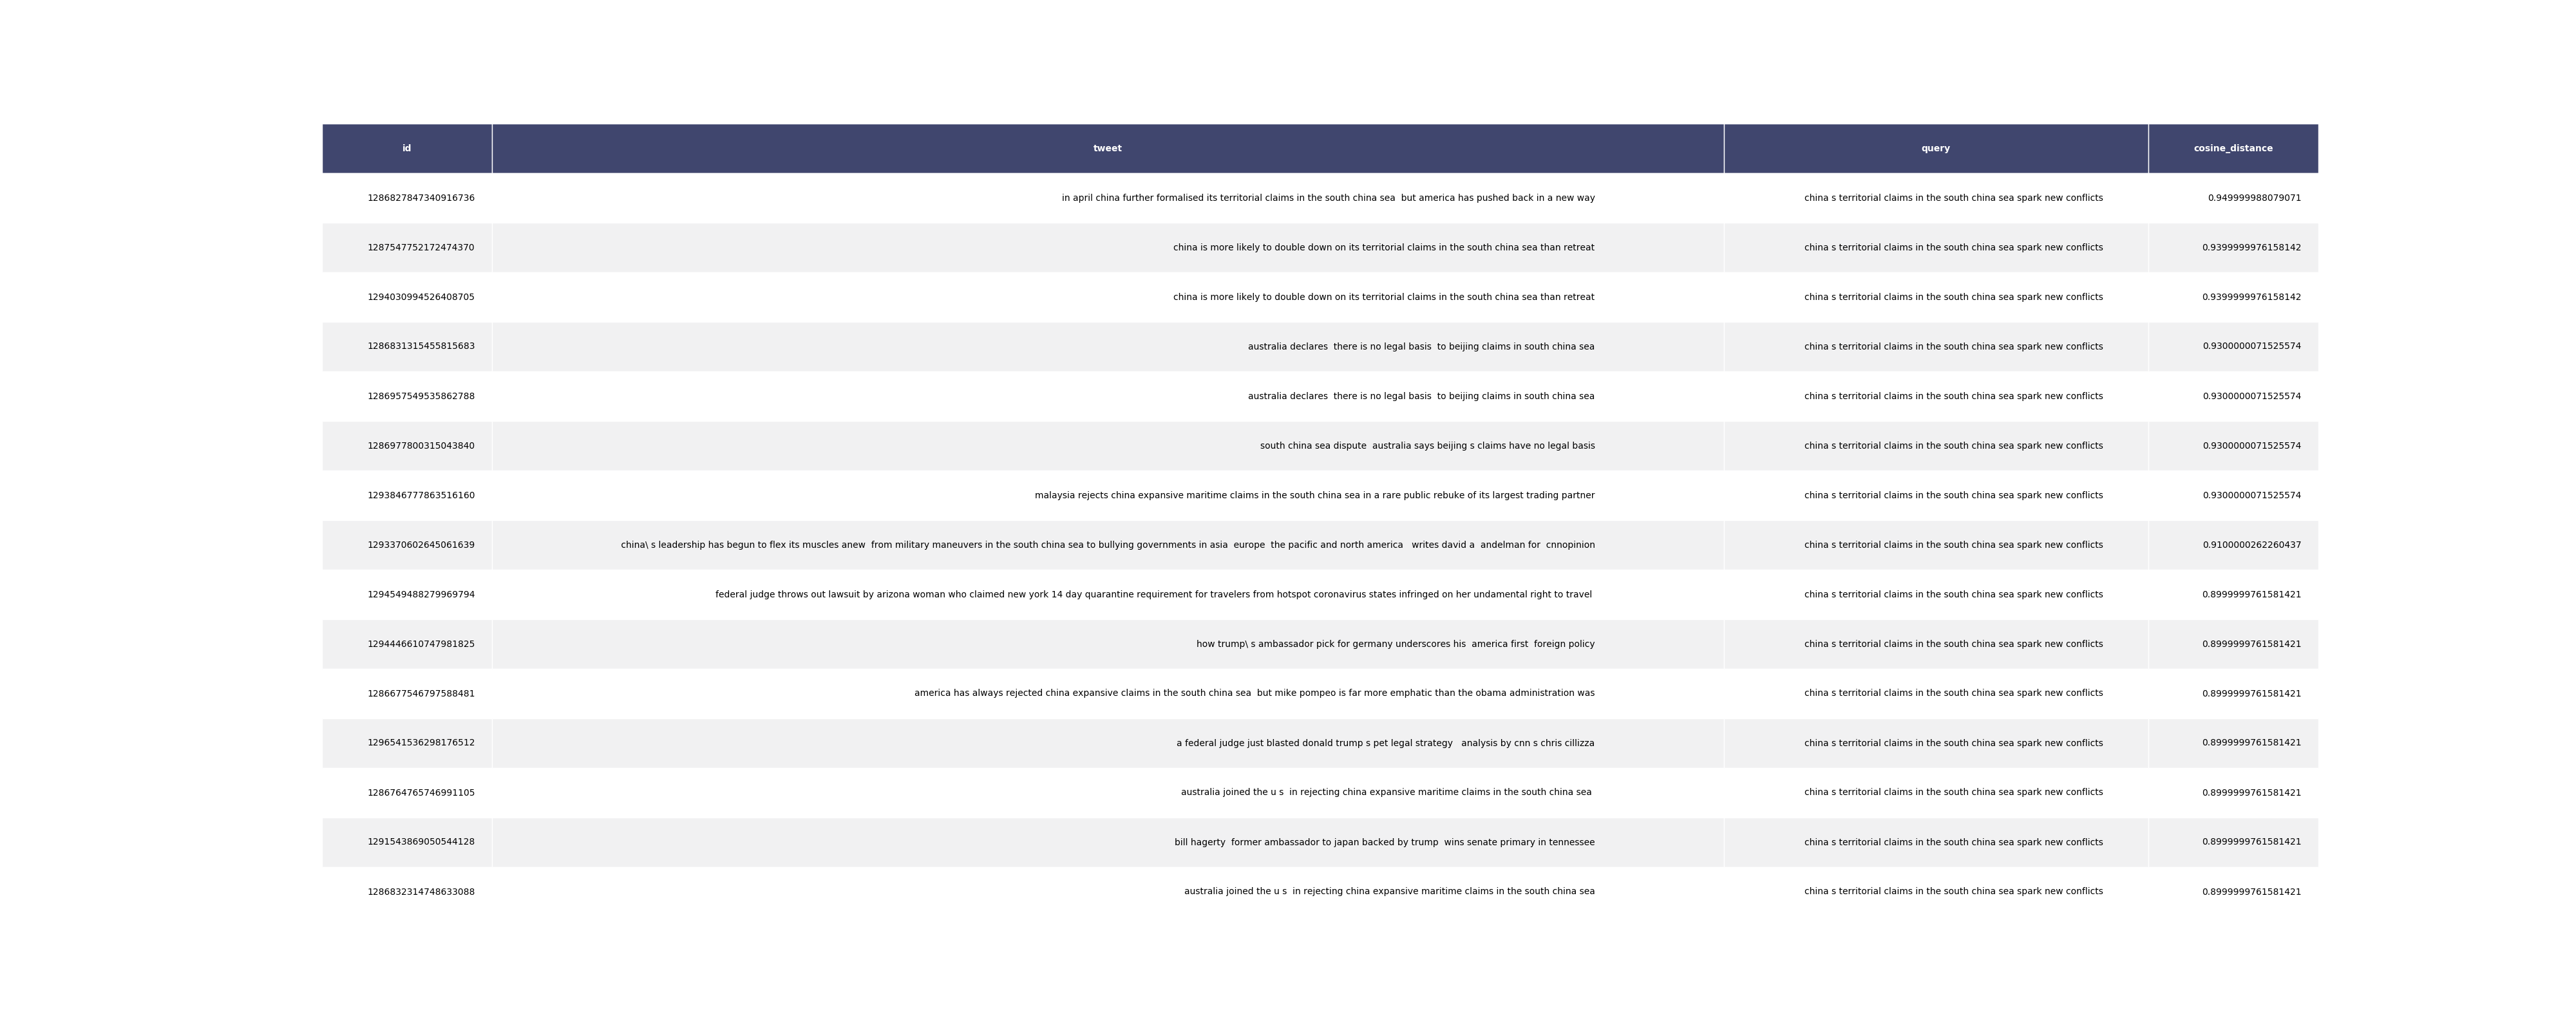 id tweet query cosine_distance
1286827847340916736 in april china further formalised its territorial claims in the south china sea  but america has pushed back in a new way china s territorial claims in the south china sea spark new conflicts 0.949999988079071
1287547752172474370 china is more likely to double down on its territorial claims in the south china sea than retreat china s territorial claims in the south china sea spark new conflicts 0.9399999976158142
1294030994526408705 china is more likely to double down on its territorial claims in the south china sea than retreat china s territorial claims in the south china sea spark new conflicts 0.9399999976158142
1286831315455815683 australia declares  there is no legal basis  to beijing claims in south china sea china s territorial claims in the south china sea spark new conflicts 0.9300000071525574
1286957549535862788 australia declares  there is no legal basis  to beijing claims in south china sea china s territorial claims in the south china sea spark new conflicts 0.9300000071525574
1286977800315043840 south china sea dispute  australia says beijing s claims have no legal basis china s territorial claims in the south china sea spark new conflicts 0.9300000071525574
1293846777863516160 malaysia rejects china expansive maritime claims in the south china sea in a rare public rebuke of its largest trading partner china s territorial claims in the south china sea spark new conflicts 0.9300000071525574
1293370602645061639 china\ s leadership has begun to flex its muscles anew  from military maneuvers in the south china sea to bullying governments in asia  europe  the pacific and north america   writes david a  andelman for  cnnopinion china s territorial claims in the south china sea spark new conflicts 0.9100000262260437
1294549488279969794 federal judge throws out lawsuit by arizona woman who claimed new york 14 day quarantine requirement for travelers from hotspot coronavirus states infringed on her undamental right to travel china s territorial claims in the south china sea spark new conflicts 0.8999999761581421
1294446610747981825 how trump\ s ambassador pick for germany underscores his  america first  foreign policy china s territorial claims in the south china sea spark new conflicts 0.8999999761581421
1286677546797588481 america has always rejected china expansive claims in the south china sea  but mike pompeo is far more emphatic than the obama administration was china s territorial claims in the south china sea spark new conflicts 0.8999999761581421
1296541536298176512 a federal judge just blasted donald trump s pet legal strategy   analysis by cnn s chris cillizza china s territorial claims in the south china sea spark new conflicts 0.8999999761581421
1286764765746991105 australia joined the u s  in rejecting china expansive maritime claims in the south china sea china s territorial claims in the south china sea spark new conflicts 0.8999999761581421
1291543869050544128 bill hagerty  former ambassador to japan backed by trump  wins senate primary in tennessee china s territorial claims in the south china sea spark new conflicts 0.8999999761581421
1286832314748633088 australia joined the u s  in rejecting china expansive maritime claims in the south china sea china s territorial claims in the south china sea spark new conflicts 0.8999999761581421